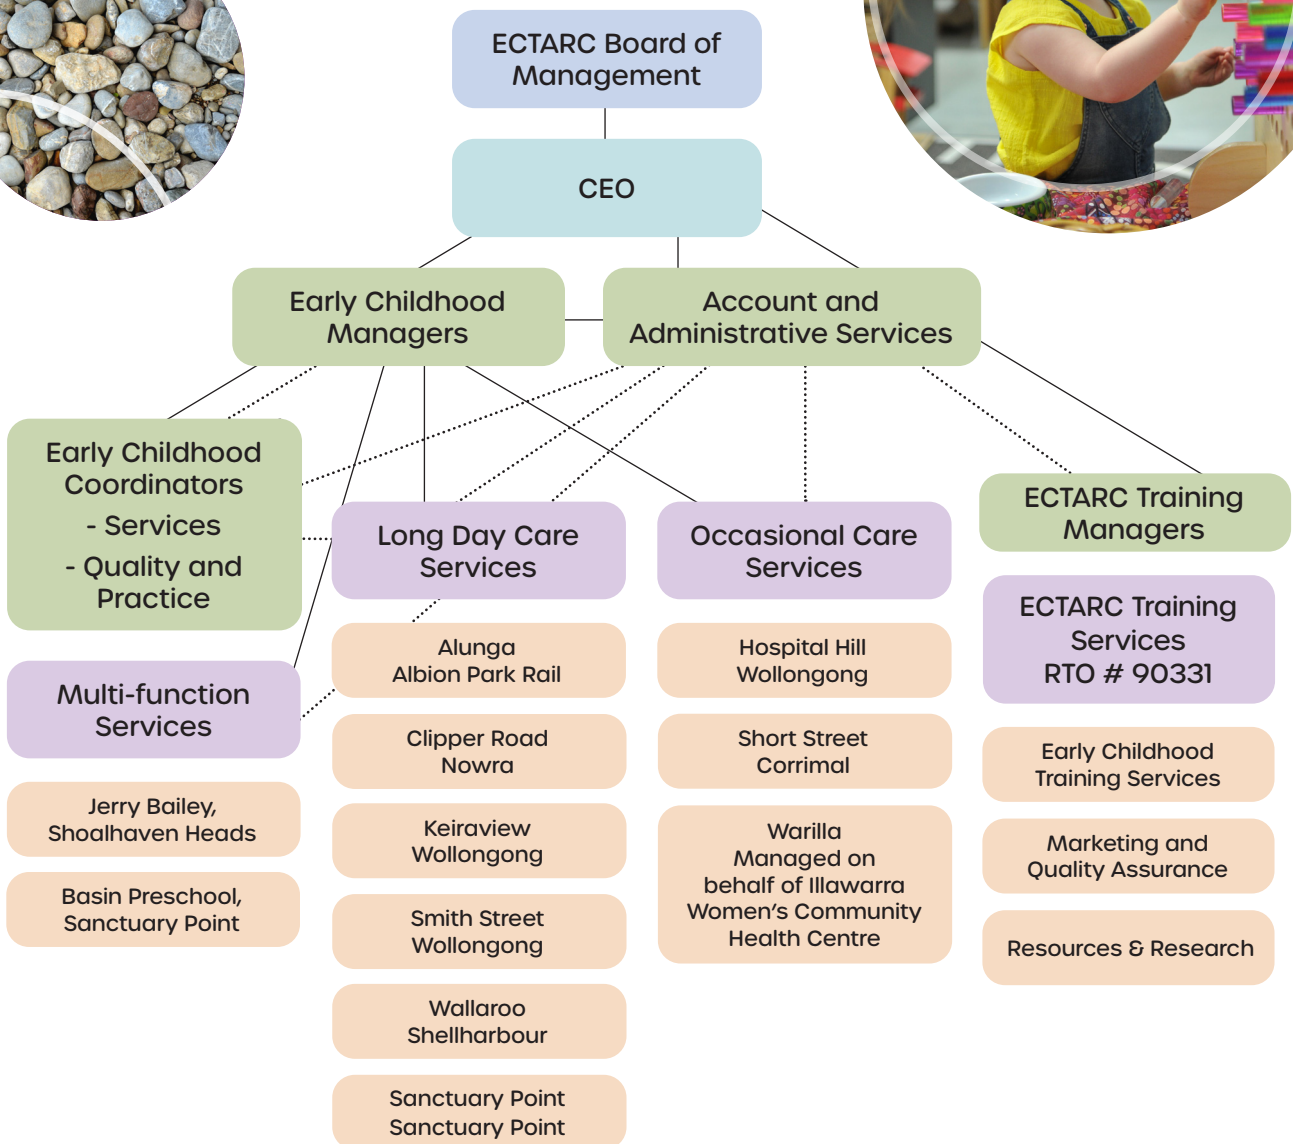 ECTARC Board of
Management
CEO
Early Childhood
Managers
Account and
Administrative Services
Early Childhood
Coordinators
- Services
- Quality and
Practice
Long Day Care
Services
Occasional Care
Services
ECTARC Training
Managers
Multi-function
Services
Jerry Bailey,
Shoalhaven Heads
Basin Preschool,
Sanctuary Point
Alunga
Albion Park Rail
Clipper Road
Nowra
Keiraview
Wollongong
Smith Street
Wollongong
Wallaroo
Shellharbour
Sanctuary Point
Sanctuary Point
Hospital Hill
Wollongong
Short Street
Corrimal
Warilla
Managed on
behalf of Illawarra
Women's Community
Health Centre
ECTARC Training
Services
RTO # 90331
Early Childhood
Training Services
Marketing and
Quality Assurance
Resources & Research